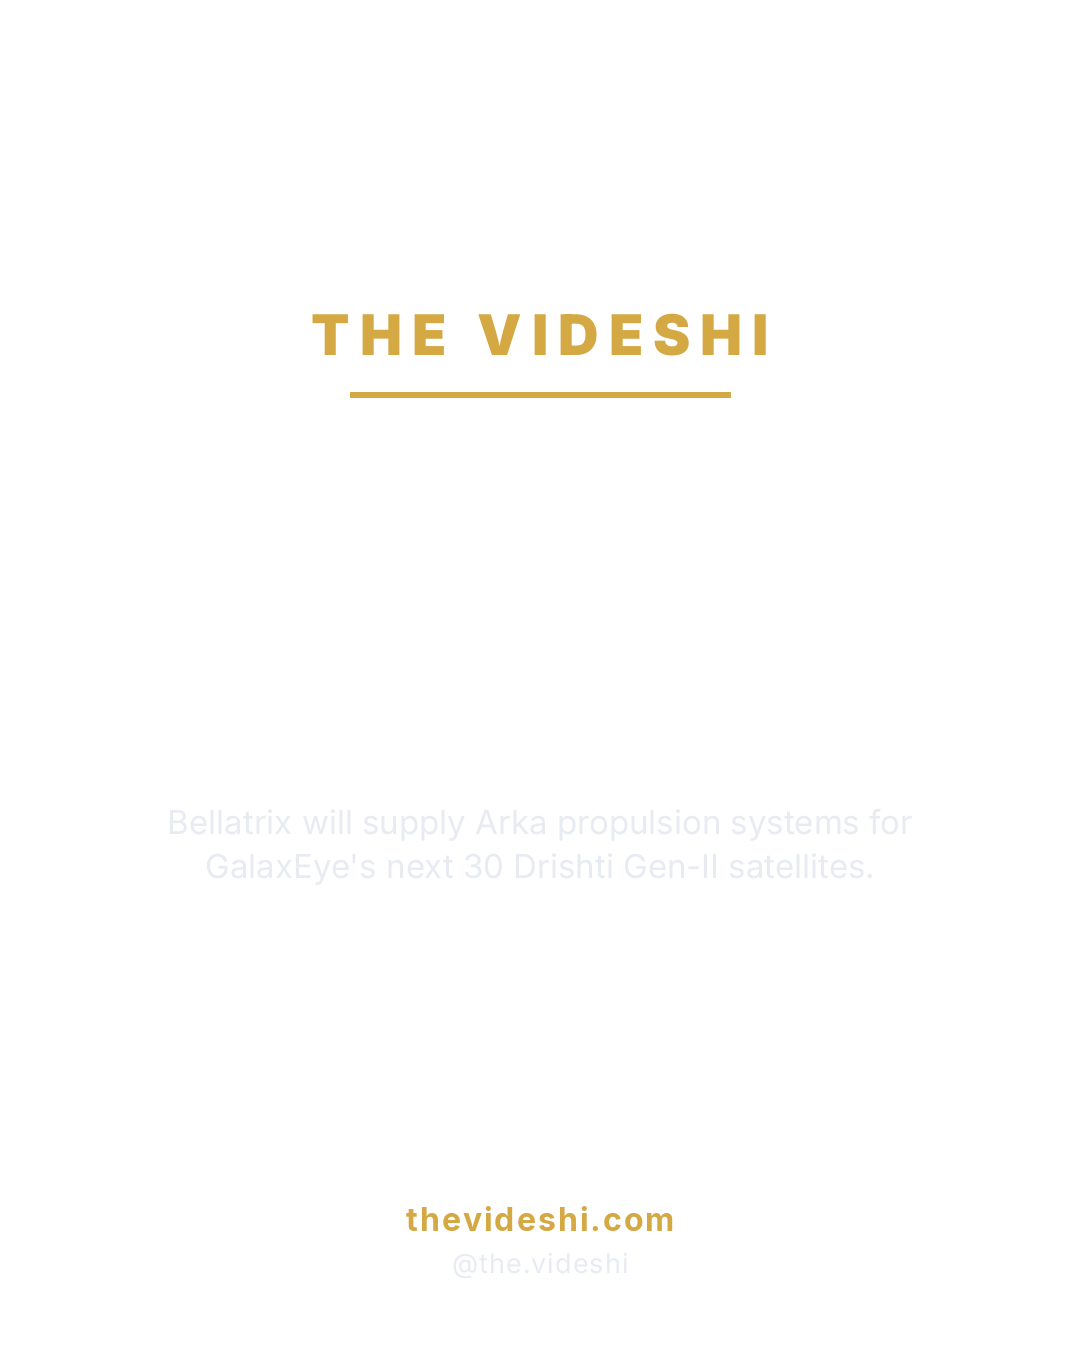 THE VIDESHI
Bellatrix will supply Arka propulsion systems for
GalaxEye's next 30 Drishti Gen-II satellites.
thevideshi.com
@the.videshi